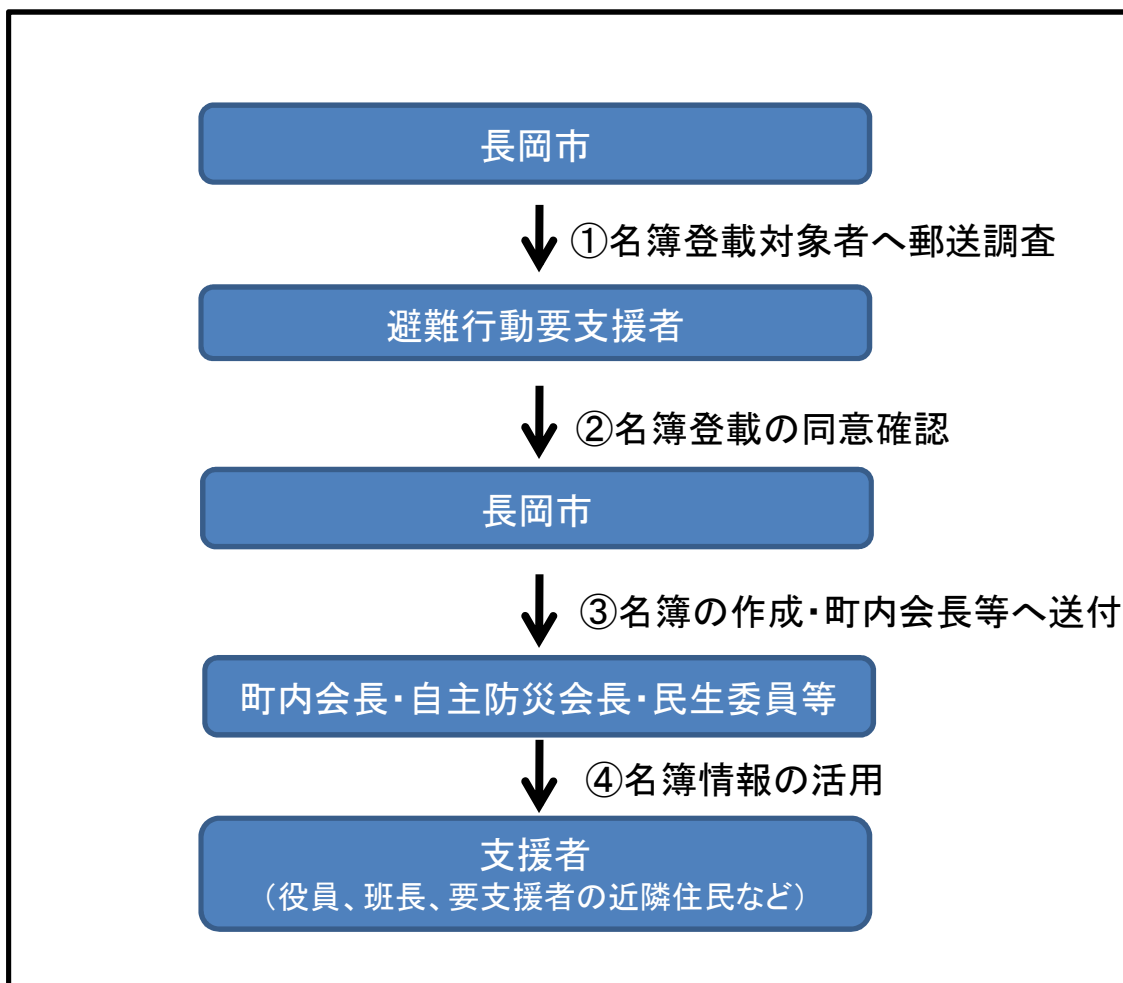 長岡市
①名簿登載対象者へ郵送調査
避難行動要支援者
②名簿登載の同意確認
長岡市
③名簿の作成・町内会長等へ送付
町内会長・自主防災会長・民生委員等
④名簿情報の活用
支援者
（役員、班長、要支援者の近隣住民など）